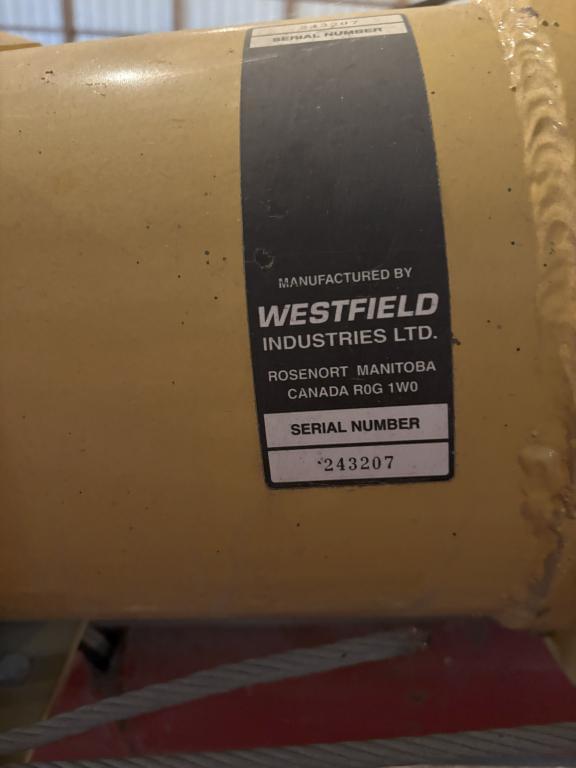 243207
SERIAL NUMBER
MANUFACTURED BY
WESTFIELD
INDUSTRIES LTD.
ROSENORT MANITOBA
CANADA R0G 1W0
SERIAL NUMBER
243207